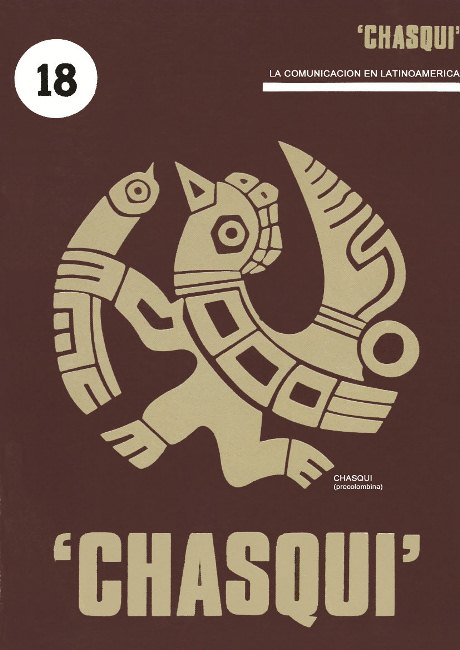 'CHASQUI'
LA COMUNICACION EN LATINOAMERICA
18
CHASQUI
(precolombina)
'CHASQUI'